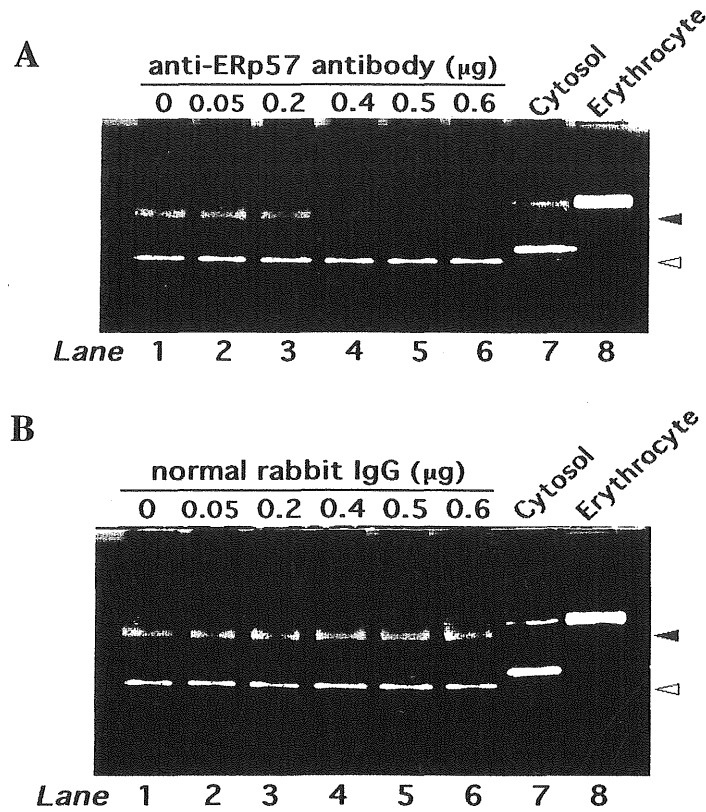 A
anti-ERp57 antibody (μg)
0 0.05 0.2 0.4 0.5 0.6
Cytosol
Erythrocyte
Lane 1 2 3 4 5 6 7 8
B
normal rabbit IgG (μg)
0 0.05 0.2 0.4 0.5 0.6
Cytosol
Erythrocyte
Lane 1 2 3 4 5 6 7 8